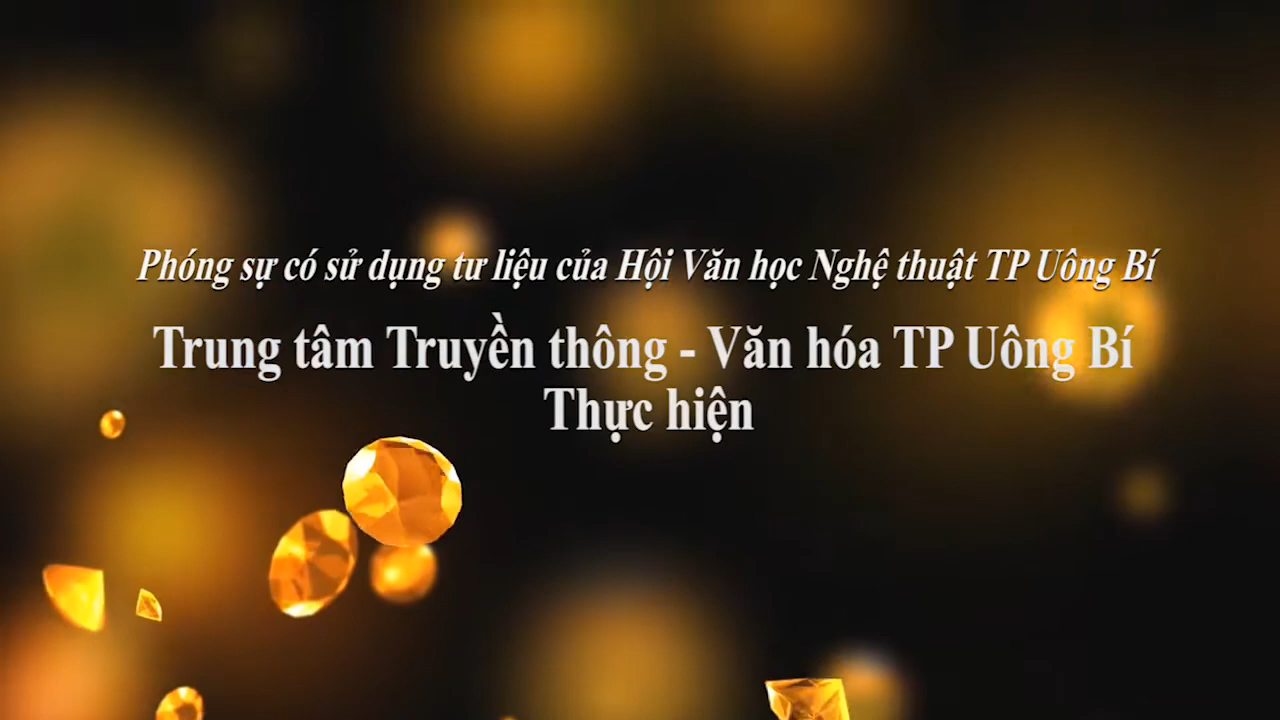 Phóng sự có sử dụng tư liệu của Hội Văn học Nghệ thuật TP Uông Bí
Trung tâm Truyền thông - Văn hóa TP Uông Bí
Thực hiện